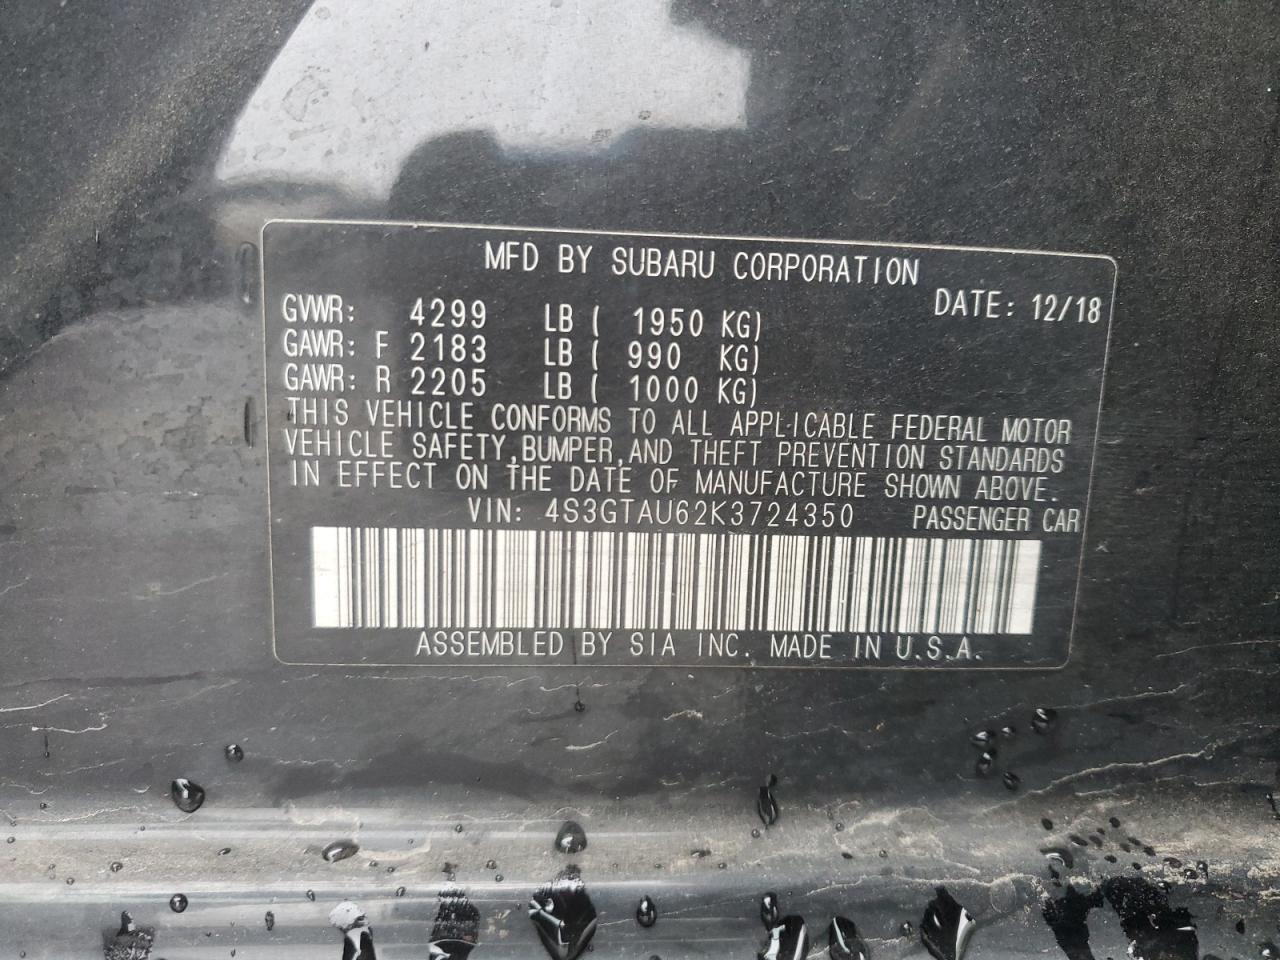 MFD BY SUBARU CORPORATION
DATE: 12/18
GVWR: 4299 LB ( 1950 KG)
GAWR: F 2183 LB ( 990 KG)
GAWR: R 2205 LB ( 1000 KG)
THIS VEHICLE CONFORMS TO ALL APPLICABLE FEDERAL MOTOR
VEHICLE SAFETY,BUMPER,AND THEFT PREVENTION STANDARDS
IN EFFECT ON THE DATE OF MANUFACTURE SHOWN ABOVE.
VIN: 4S3GTAU62K3724350 PASSENGER CAR
ASSEMBLED BY SIA INC. MADE IN U.S.A.